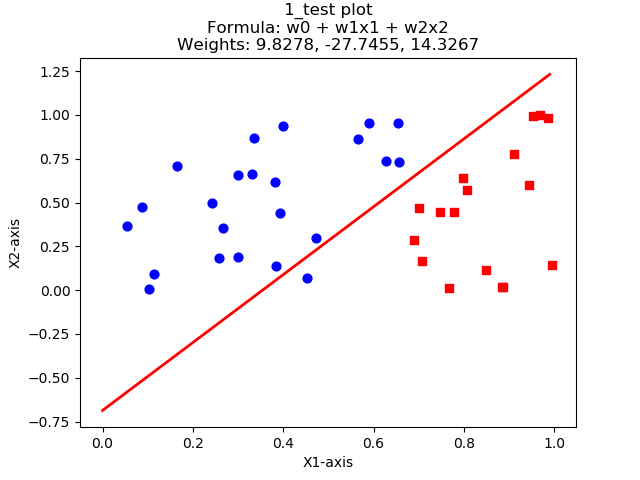 1_test plot
Formula: w0 + w1x1 + w2x2
Weights: 9.8278, -27.7455, 14.3267
1.25
1.00
0.75
0.50
0.25
0.00
−0.25
−0.50
−0.75
X2-axis
0.0 0.2 0.4 0.6 0.8 1.0
X1-axis